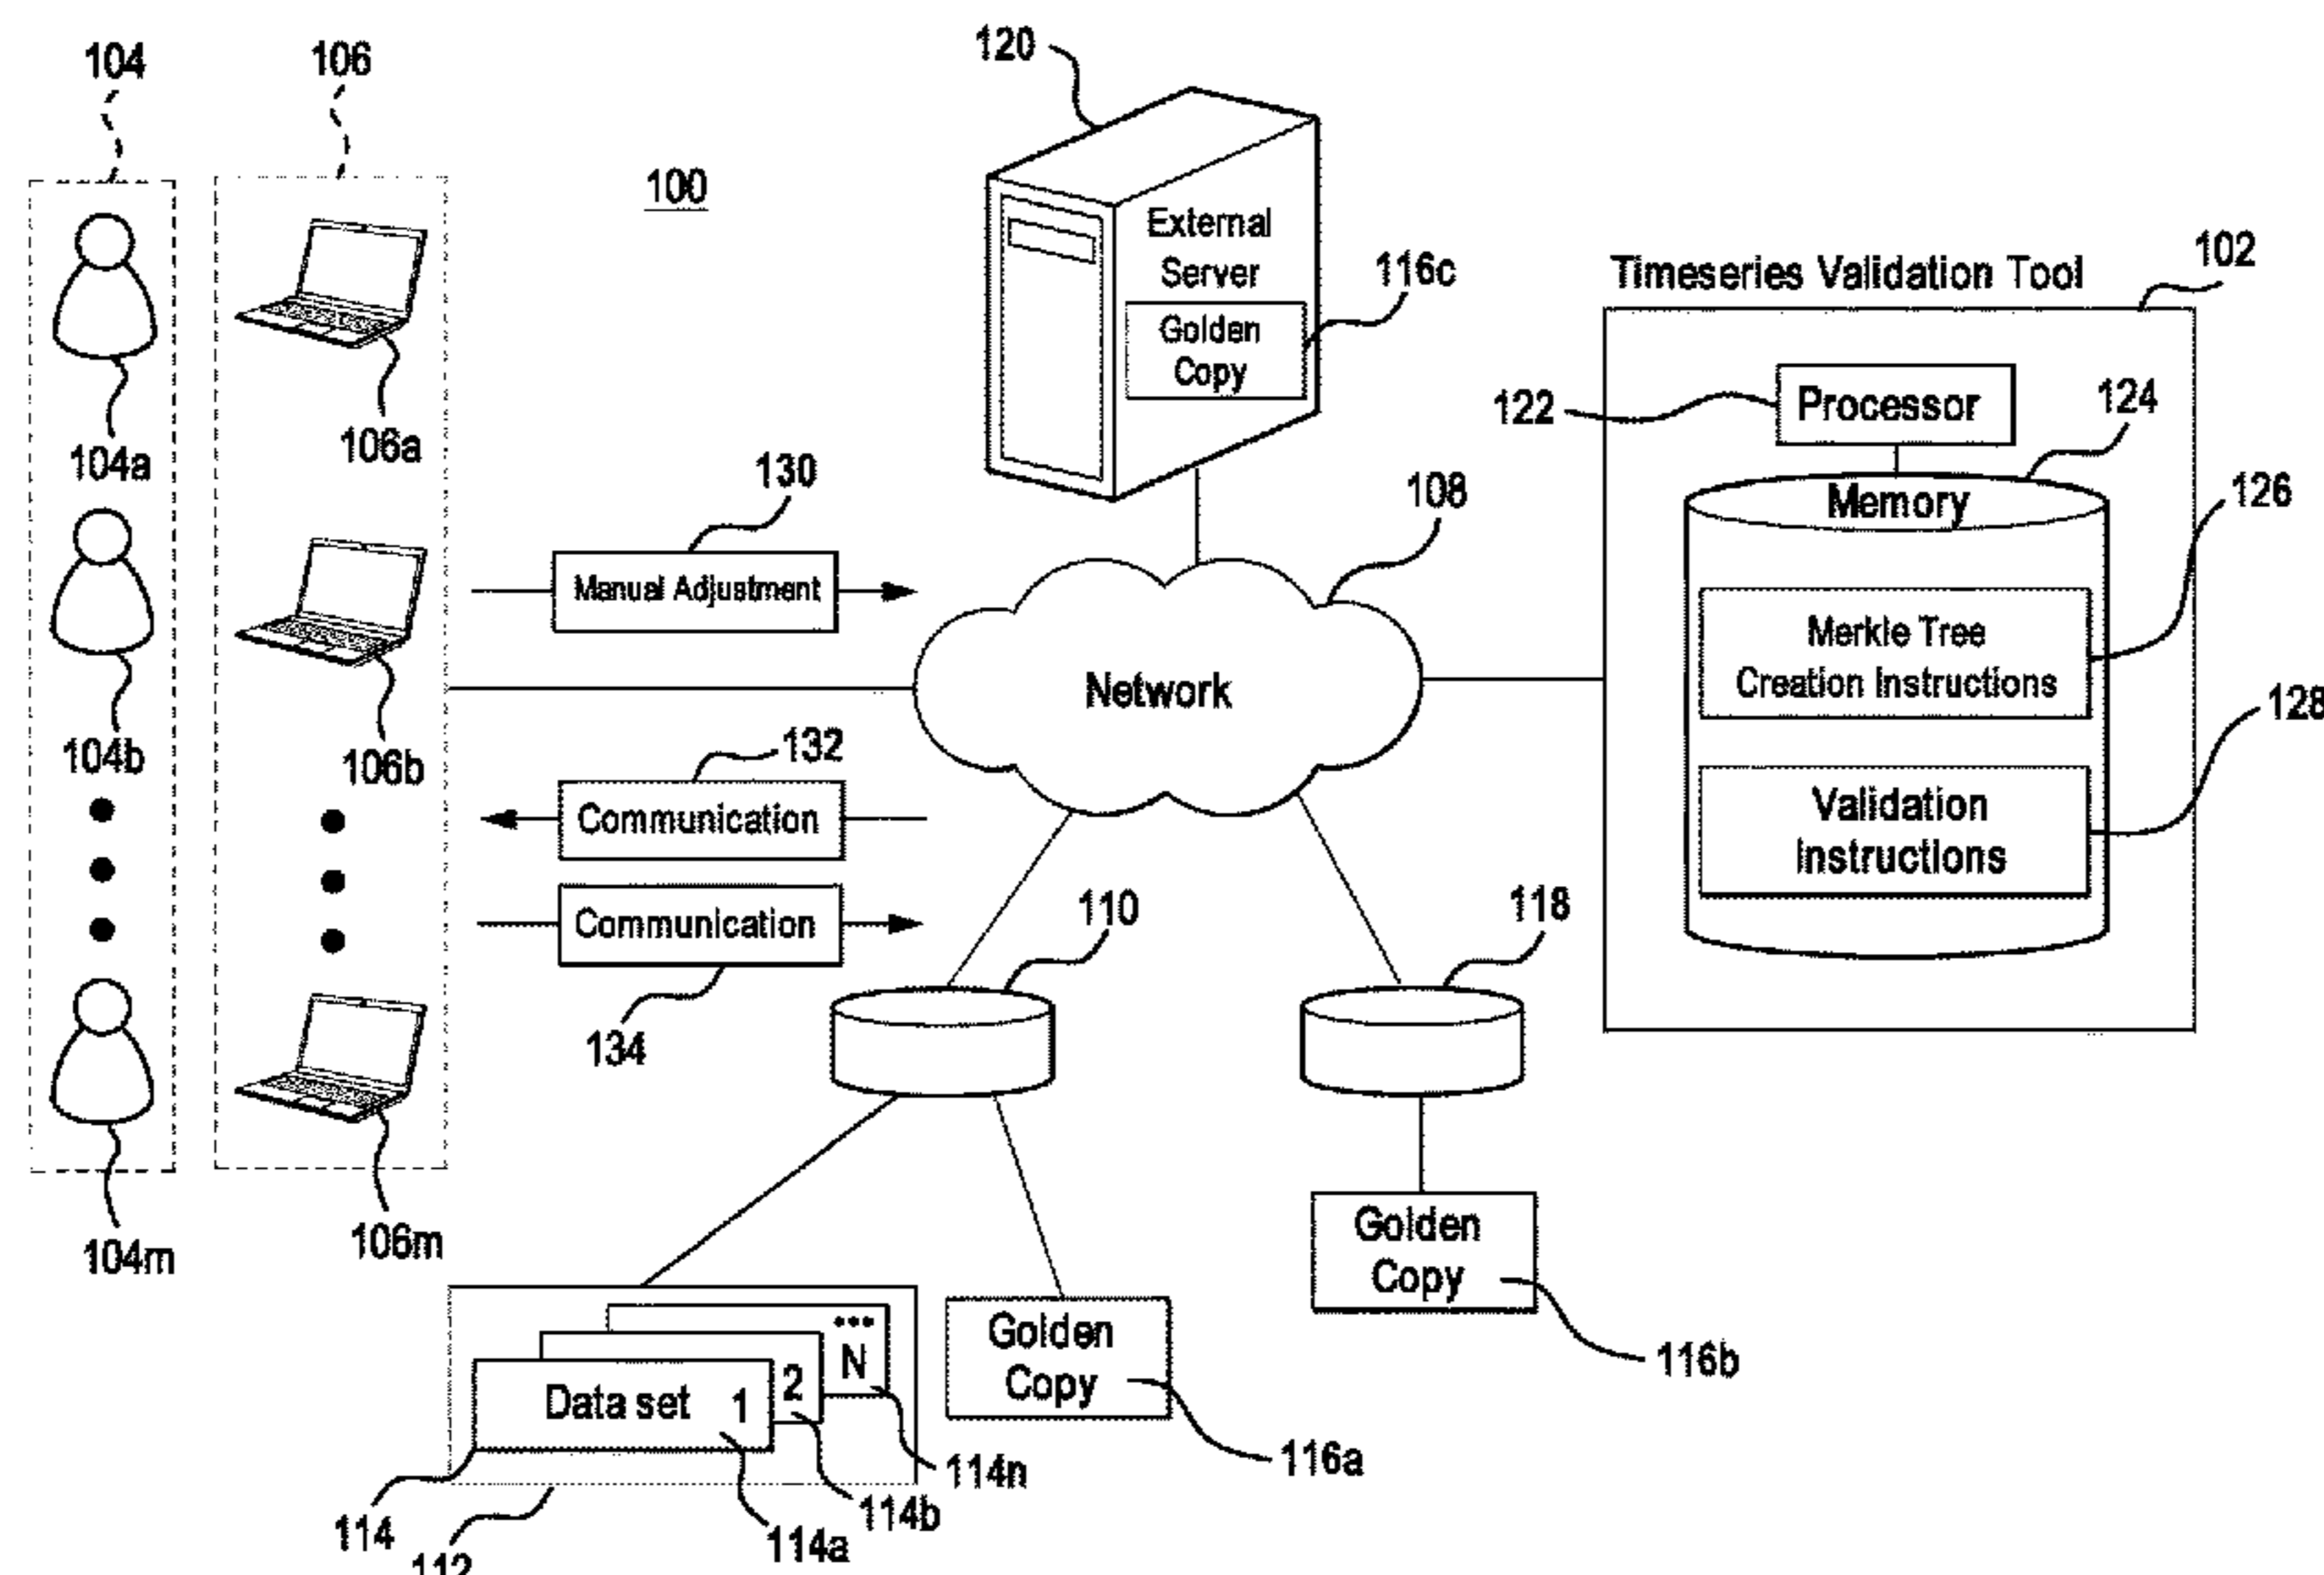 104
106
120
100
External
Server
116c
Golden
Copy
102
Timeseries Validation Tool
Processor
122
124
Memory
126
Merkle Tree
Creation Instructions
128
Validation
Instructions
104a
106a
130
Manual Adjustment
108
Network
104b
106b
132
Communication
Communication
134
110
118
104m
106m
Golden
Copy
116b
Golden
Copy
116a
Data set 1
2
N
...
114
112
114a
114b
114n